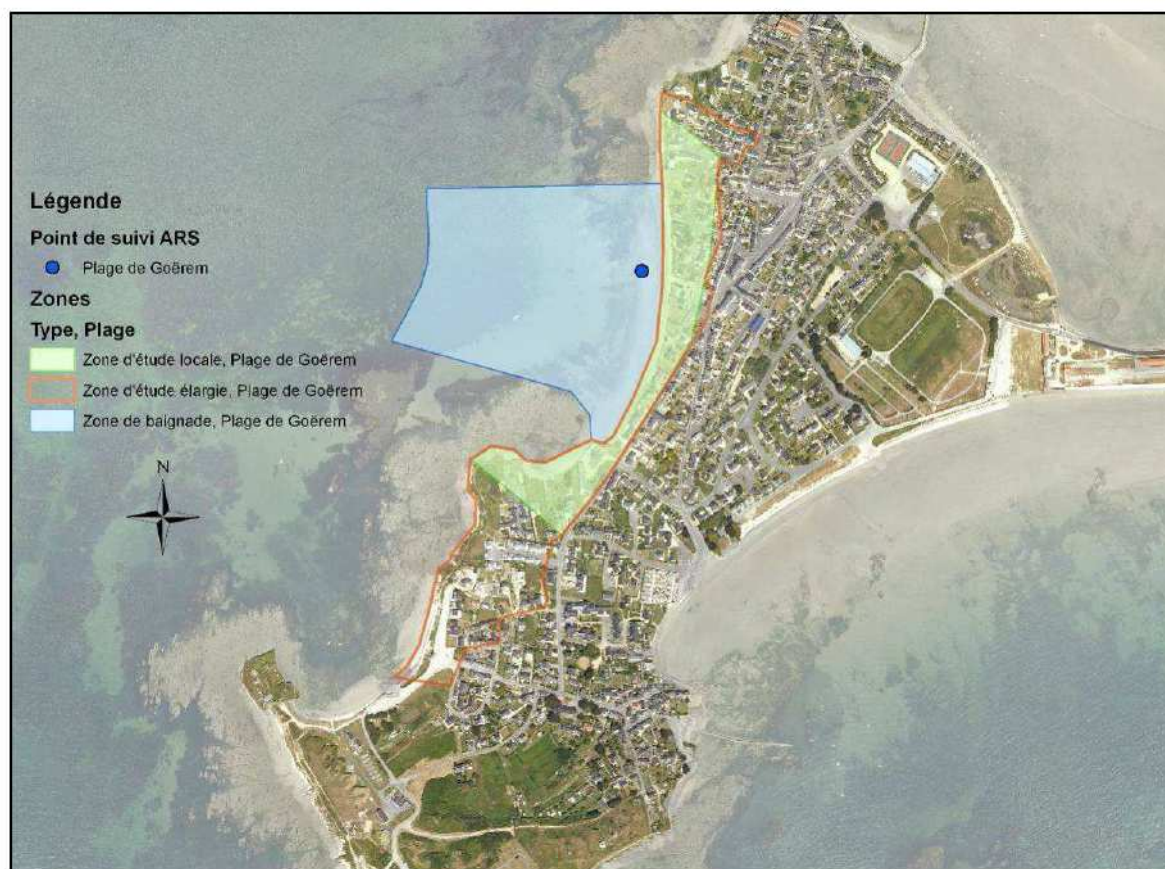 Légende
Point de suivi ARS
Plage de Goërem
Zones
Type, Plage
Zone d'étude locale, Plage de Goërem
Zone d'étude élargie, Plage de Goërem
Zone de baignade, Plage de Goërem
N